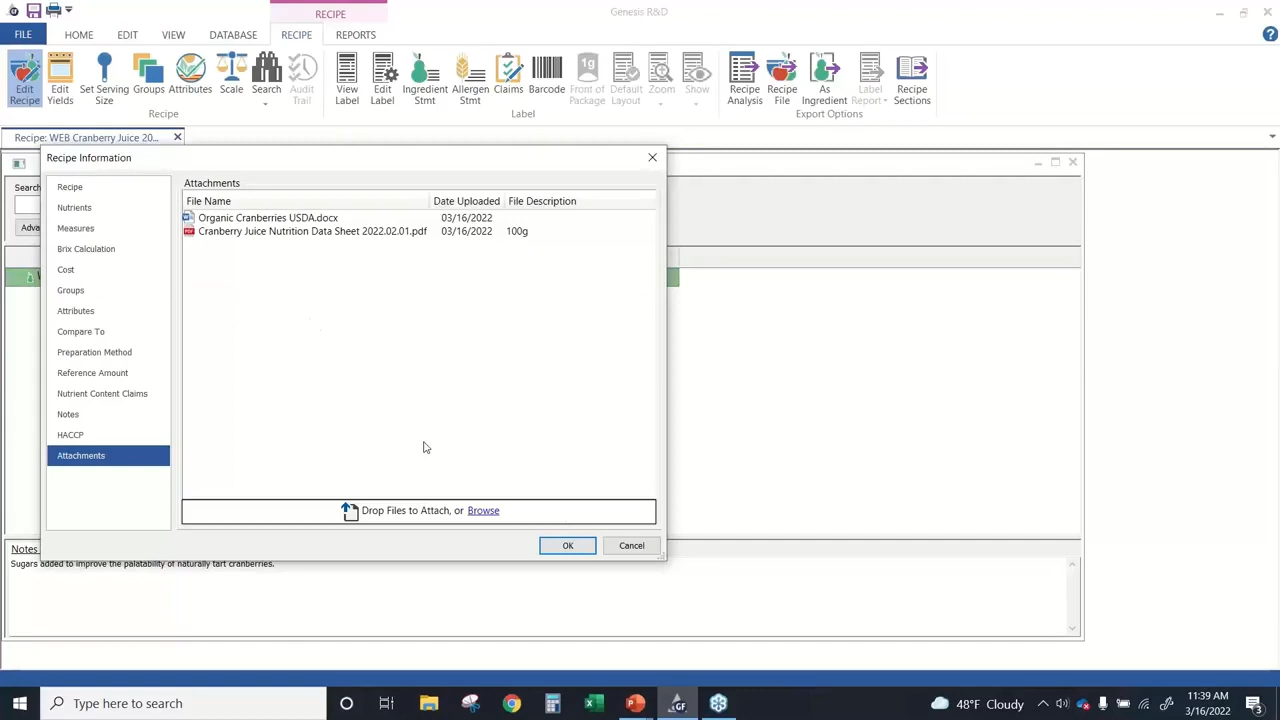 RECIPE
Genesis R&D
FILE
HOME
EDIT
VIEW
DATABASE
RECIPE
REPORTS
Edit Recipe
Edit Yields
Set Serving Size
Groups
Attributes
Scale
Search
Audit Trail
View Label
Edit Label
Ingredient Stmt
Allergen Stmt
Claims
Barcode
1g
Front of Package
Default Layout
Zoom
Show
Recipe Analysis
Recipe File
As Ingredient
Label Report
Recipe Sections
Recipe
Label
Export Options
Recipe: WEB Cranberry Juice 20...
Recipe Information
Search
Adva
Recipe
Nutrients
Measures
Brix Calculation
Cost
Groups
Attributes
Compare To
Preparation Method
Reference Amount
Nutrient Content Claims
Notes
HACCP
Attachments
Attachments
File Name Date Uploaded File Description
Organic Cranberries USDA.docx 03/16/2022
Cranberry Juice Nutrition Data Sheet 2022.02.01.pdf 03/16/2022 100g
Drop Files to Attach, or Browse
OK
Cancel
Notes
Sugars added to improve the palatability of naturally tart cranberries.
Type here to search
GF
48°F Cloudy
11:39 AM
3/16/2022
3